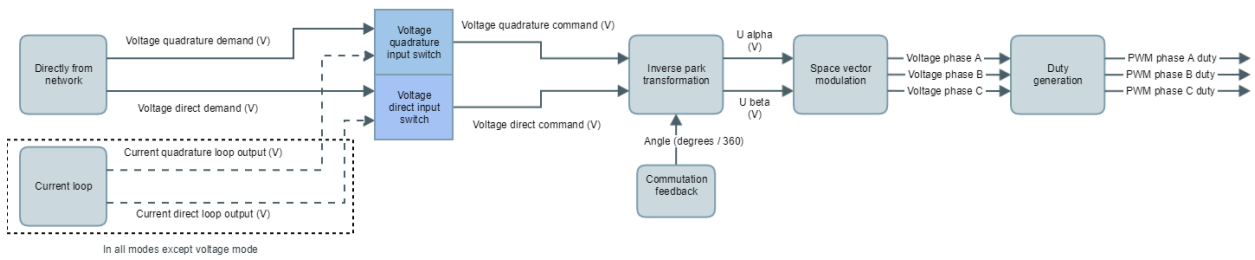 Directly from
network
Voltage quadrature demand (V)
Voltage direct demand (V)
Current loop
Current quadrature loop output (V)
Current direct loop output (V)
In all modes except voltage mode
Voltage
quadrature
input switch
Voltage
direct input
switch
Voltage quadrature command (V)
Voltage direct command (V)
Inverse park
transformation
Angle (degrees / 360)
Commutation
feedback
U alpha
(V)
U beta
(V)
Space vector
modulation
Voltage phase A
Voltage phase B
Voltage phase C
Duty
generation
PWM phase A duty
PWM phase B duty
PWM phase C duty